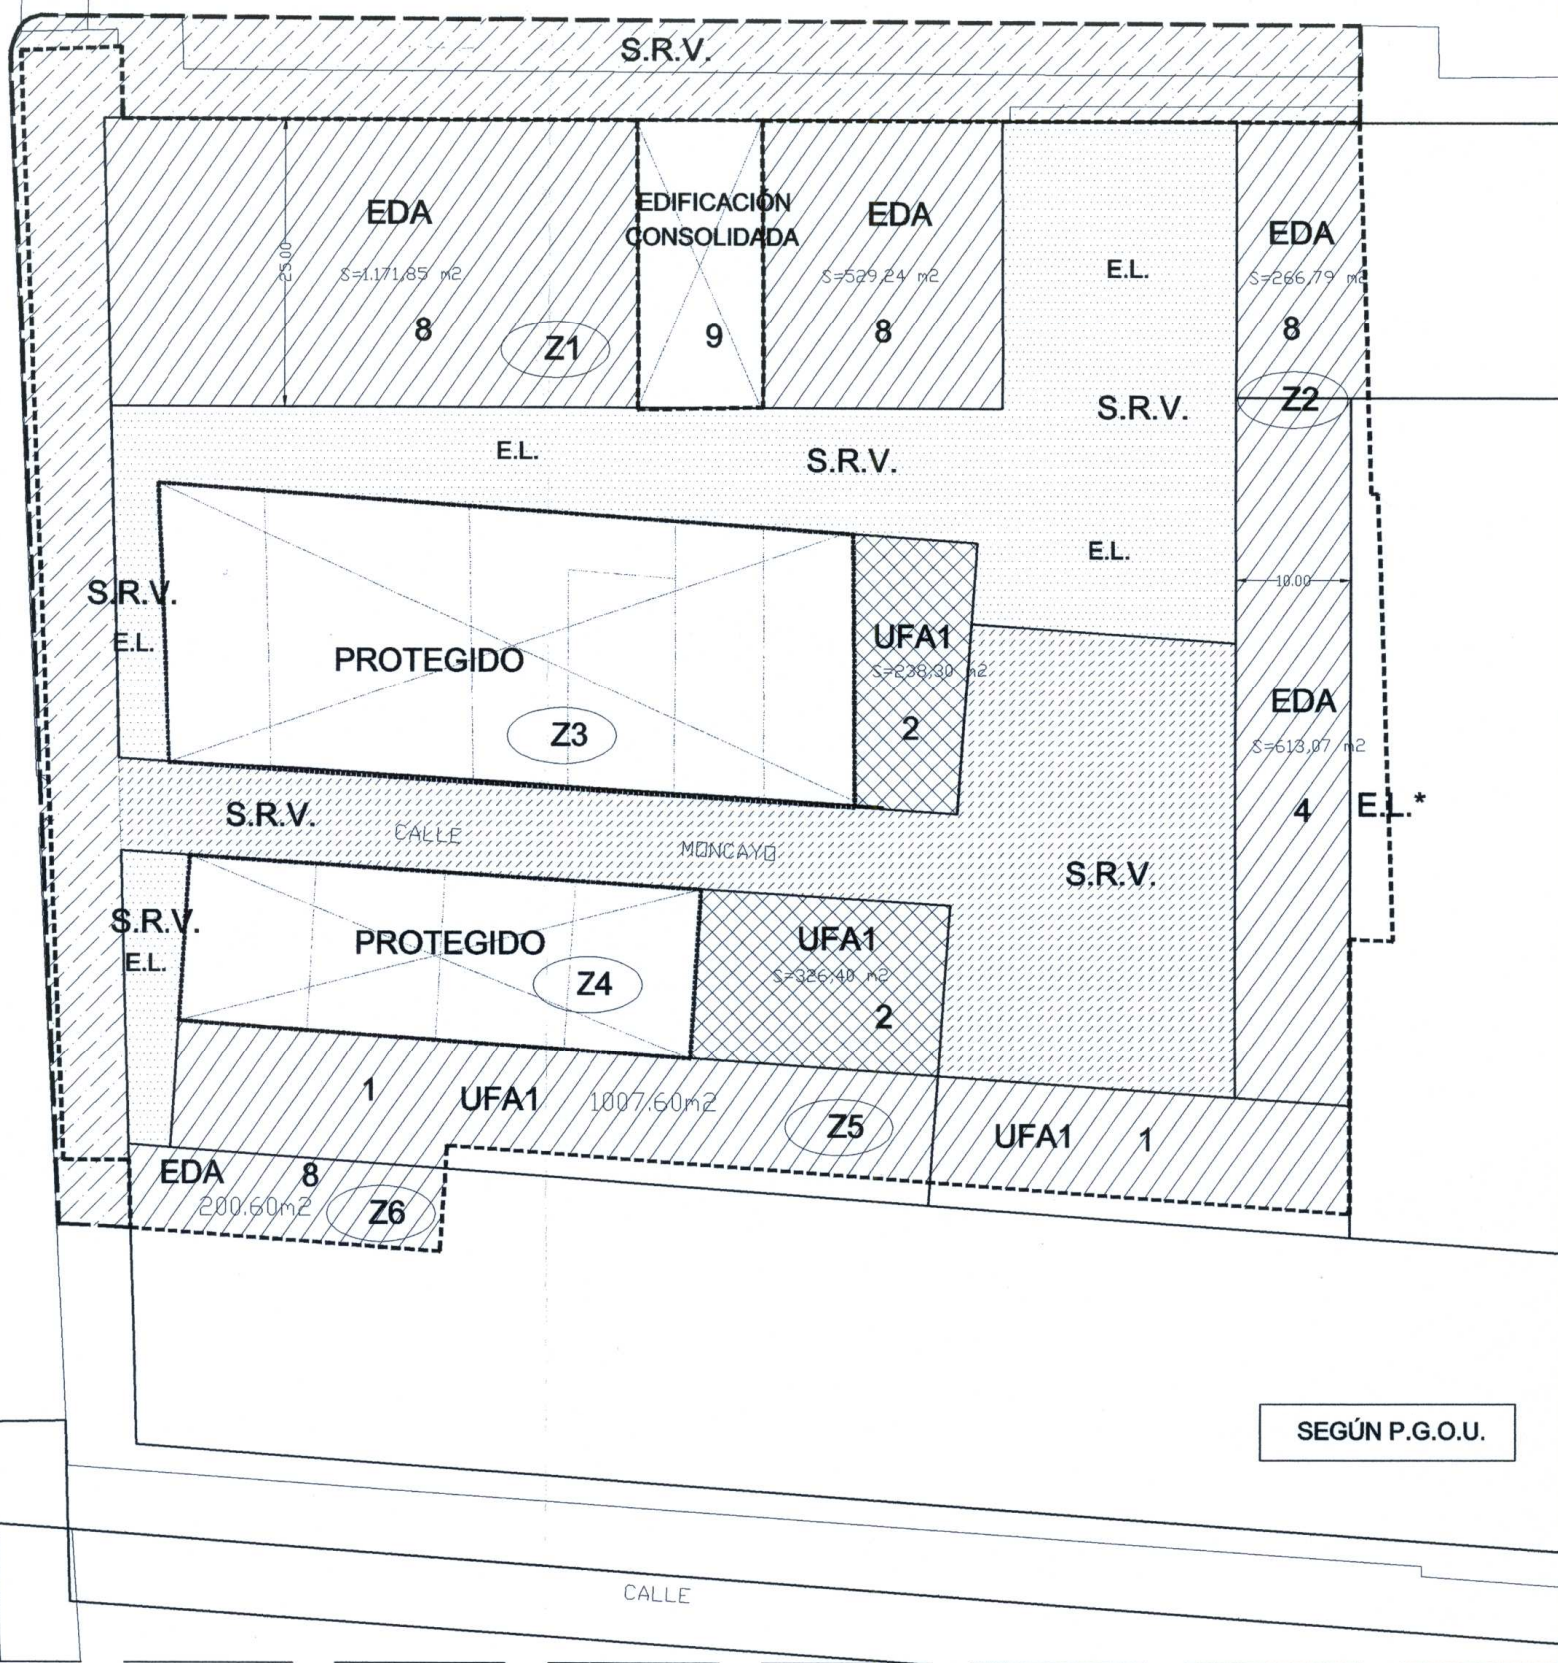 S.R.V.
EDA
S=1.171,85 m2
8
Z1
25.00
EDIFICACIÓN
CONSOLIDADA
9
EDA
S=529,24 m2
8
E.L.
S.R.V.
EDA
S=266,79 m2
8
Z2
E.L.
S.R.V.
E.L.
10.00
S.R.V.
E.L.
PROTEGIDO
Z3
UFA1
S=238,30 m2
2
EDA
S=613,07 m2
4
E.L.*
S.R.V.
CALLE
MONCAYO
S.R.V.
S.R.V.
E.L.
PROTEGIDO
Z4
UFA1
S=326,40 m2
2
1
UFA1
1007.60m2
Z5
UFA1
1
EDA
8
200.60m2
Z6
SEGÚN P.G.O.U.
CALLE